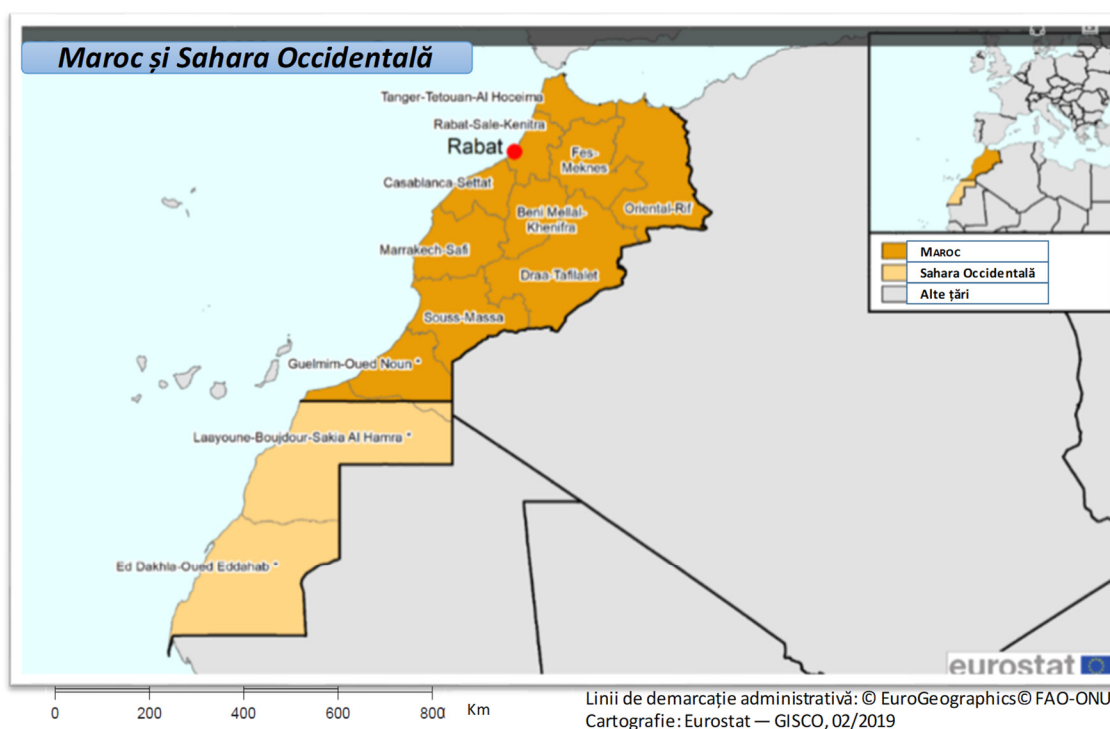 Maroc și Sahara Occidentală
Tanger-Tetouan-Al Hoceima
Rabat-Sale-Kenitra
Rabat
Fes-
Meknes
Casablanca-Settat
Beni Mellal-
Khenifra
Oriental-Rif
Marrakech-Safi
Draa-Tafilalet
Souss-Massa
Guelmim-Oued Noun *
Laayoune-Boujdour-Sakia Al Hamra *
Ed Dakhla-Oued Eddahab *
MAROC
Sahara Occidentală
Alte țări
eurostat
0 200 400 600 800 Km
Linii de demarcație administrativă: © EuroGeographics© FAO-ONU
Cartografie: Eurostat — GISCO, 02/2019